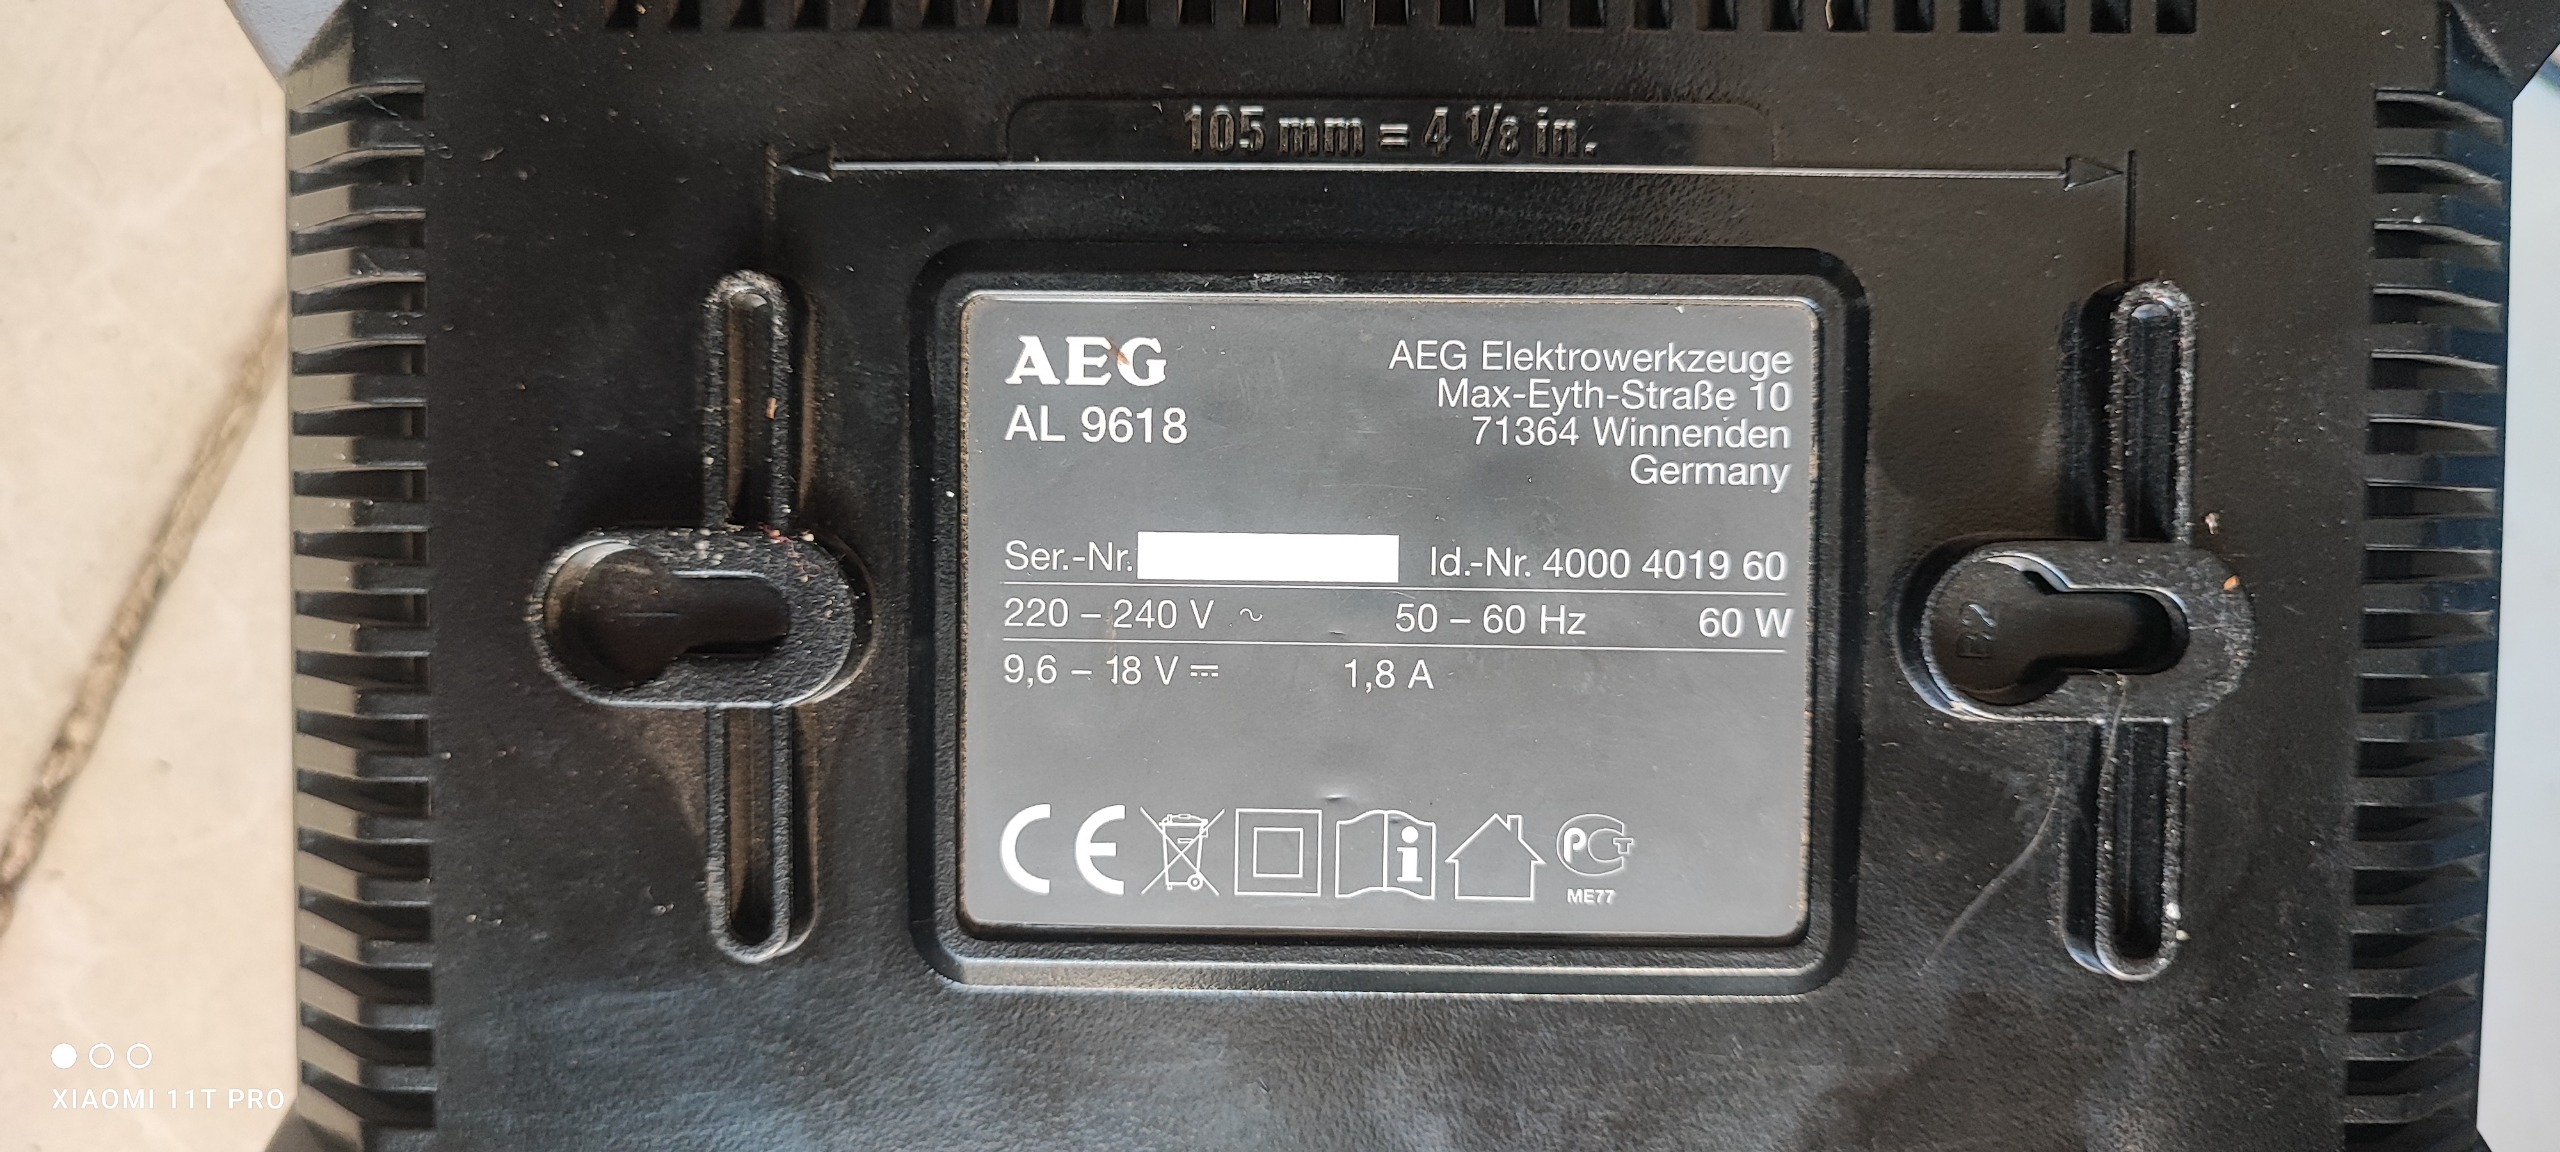 105 mm = 4 1/8 in.
AEG
AL 9618
AEG Elektrowerkzeuge
Max-Eyth-Straße 10
71364 Winnenden
Germany
Ser.-Nr. Id.-Nr. 4000 4019 60
220 – 240 V ~ 50 – 60 Hz 60 W
9,6 – 18 V ⎓ 1,8 A
CE
i
PCT
ME77
B2
XIAOMI 11T PRO